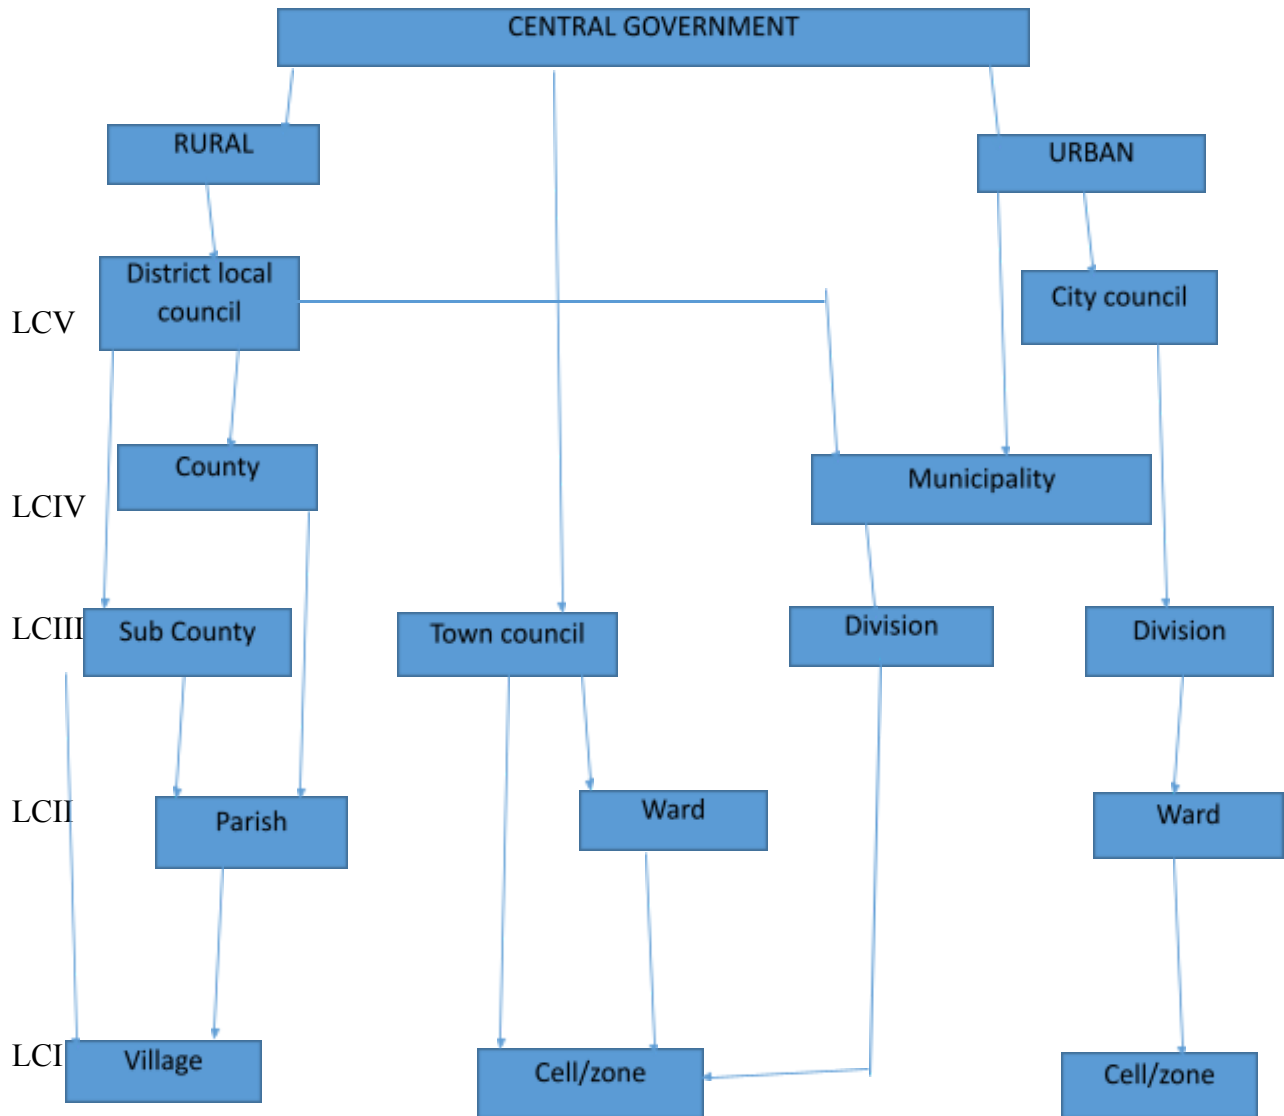 CENTRAL GOVERNMENT
RURAL
URBAN
District local
council
City council
LCV
County
Municipality
LCIV
LCIII
Sub County
Town council
Division
Division
LCII
Parish
Ward
Ward
LCI
Village
Cell/zone
Cell/zone